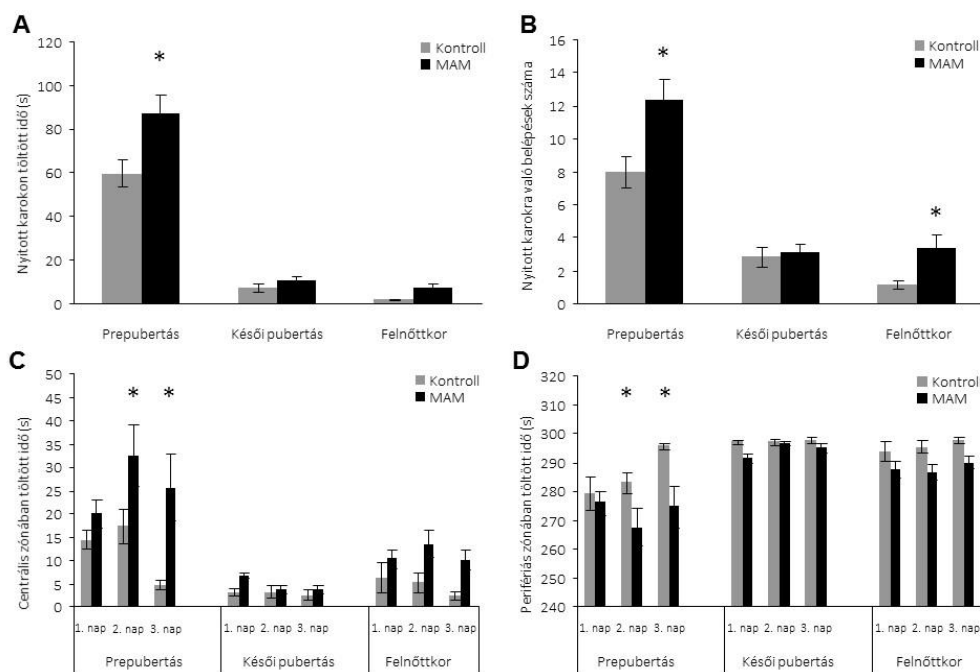 A
Kontroll
MAM
Nyitott karokon töltött idő (s)
120
100
80
60
40
20
0
*
Prepubertás
Késői pubertás
Felnőttkor
B
Kontroll
MAM
Nyitott karokra való belépések száma
16
14
12
10
8
6
4
2
0
*
*
Prepubertás
Késői pubertás
Felnőttkor
C
Kontroll
MAM
Centrális zónában töltött idő (s)
50
45
40
35
30
25
20
15
10
5
0
* *
1. nap 2. nap 3. nap 1. nap 2. nap 3. nap 1. nap 2. nap 3. nap
Prepubertás
Késői pubertás
Felnőttkor
D
Kontroll
MAM
Perifériás zónában töltött idő (s)
320
310
300
290
280
270
260
250
240
* *
1. nap 2. nap 3. nap 1. nap 2. nap 3. nap 1. nap 2. nap 3. nap
Prepubertás
Késői pubertás
Felnőttkor